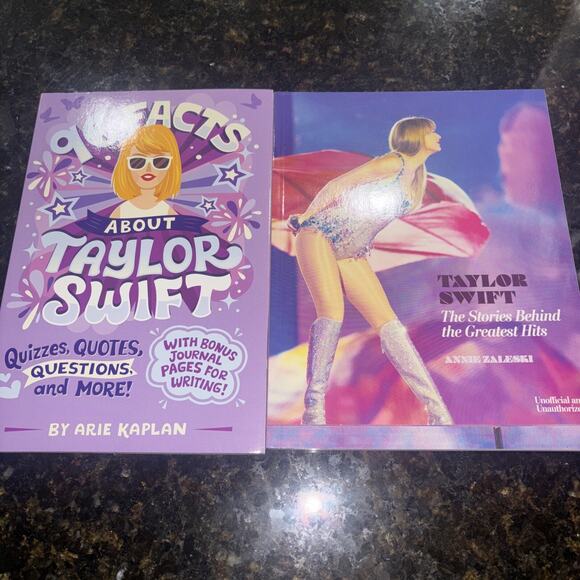 FACTS
ABOUT
TAYLOR
SWIFT
Quizzes, QUOTES,
QUESTIONS,
and MORE!
WITH BONUS
JOURNAL
PAGES FOR
WRITING!
BY ARIE KAPLAN
TAYLOR
SWIFT
The Stories Behind
the Greatest Hits
ANNIE ZALESKI
Unofficial an
Unauthorize